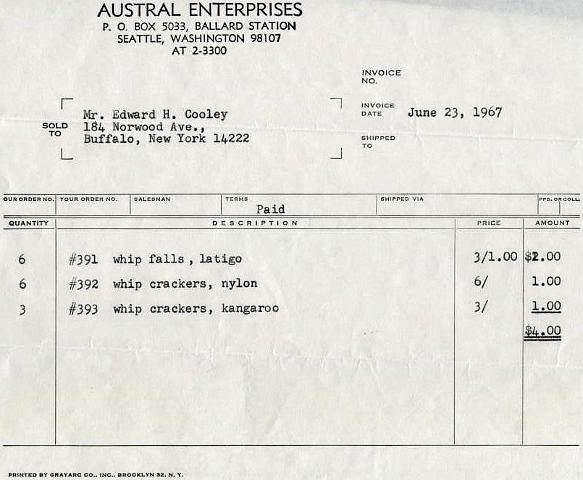 AUSTRAL ENTERPRISES
P. O. BOX 5033, BALLARD STATION
SEATTLE, WASHINGTON 98107
AT 2-3300
INVOICE NO.
INVOICE DATE June 23, 1967
SHIPPED TO
SOLD TO
Mr. Edward H. Cooley
184 Norwood Ave.,
Buffalo, New York 14222
OUR ORDER NO. YOUR ORDER NO. SALESMAN TERMS SHIPPED VIA PPD. OR COLL.
Paid
QUANTITY DESCRIPTION PRICE AMOUNT
6 #391 whip falls, latigo 3/1.00 $2.00
6 #392 whip crackers, nylon 6/ 1.00
3 #393 whip crackers, kangaroo 3/ 1.00
$4.00
PRINTED BY GRAYARC CO., INC., BROOKLYN 32, N. Y.